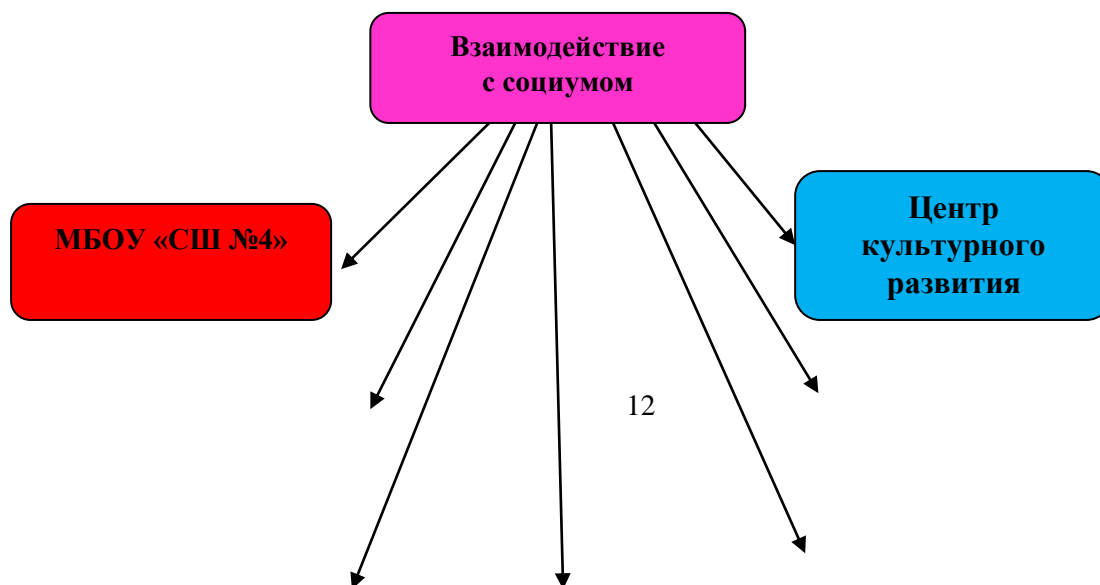 Взаимодействие
с социумом
МБОУ «СШ №4»
Центр
культурного
развития
12